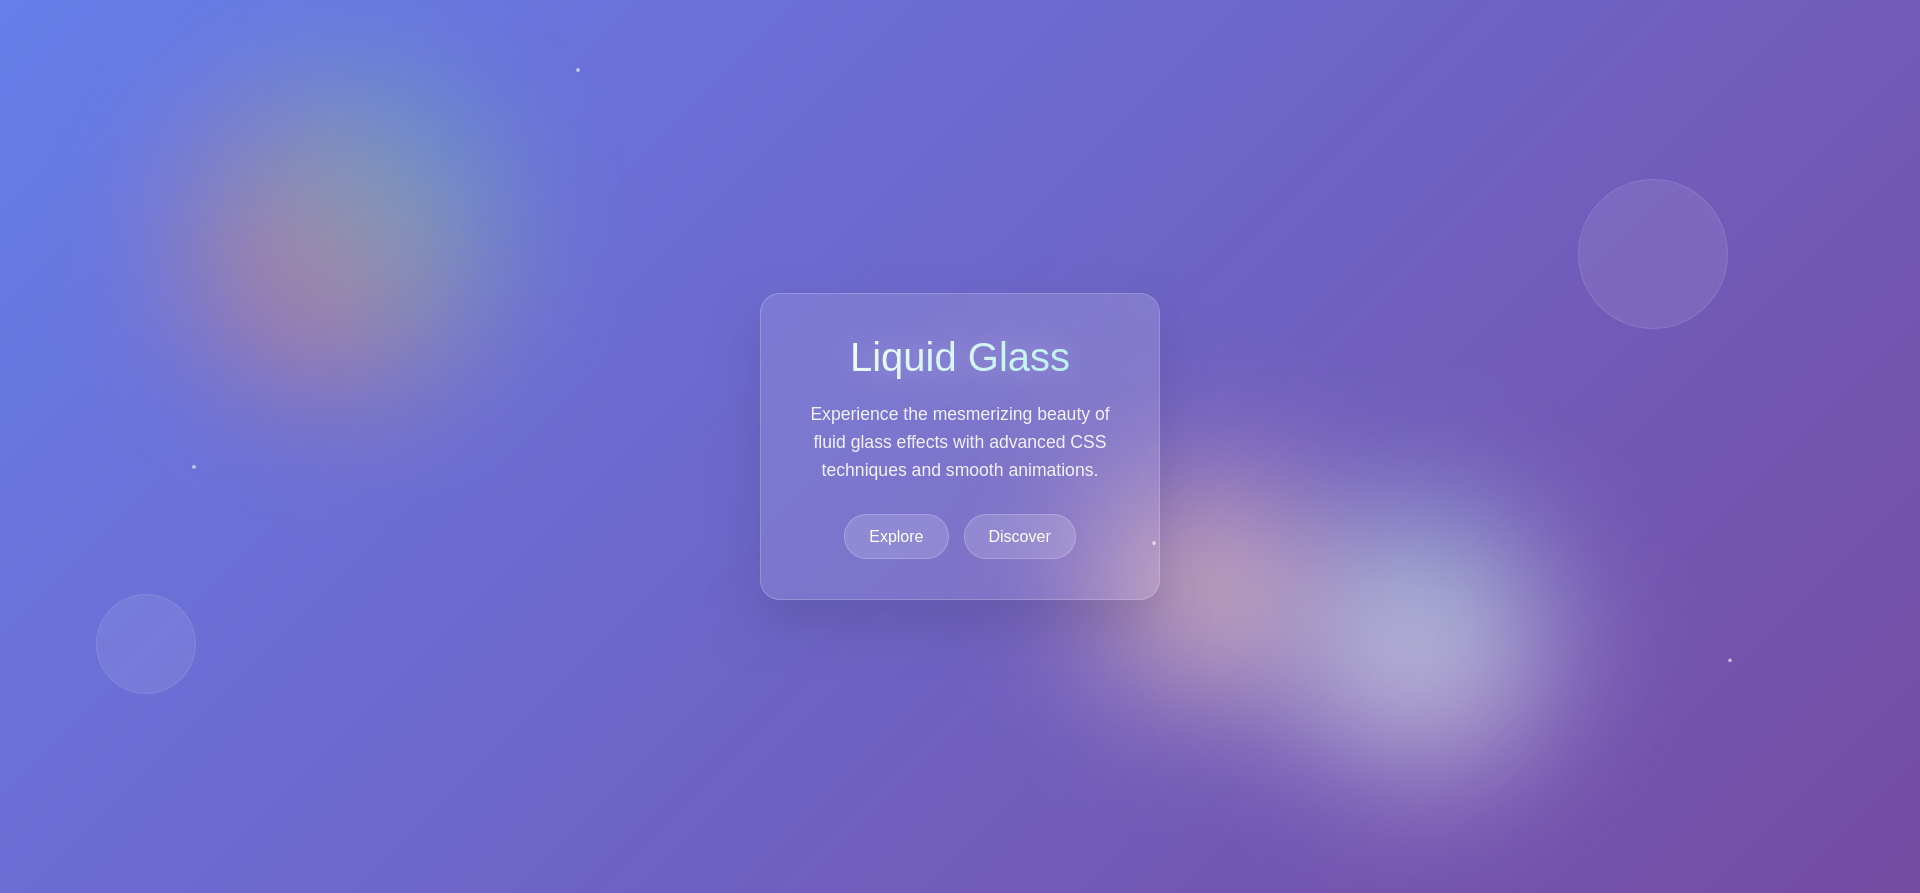 Liquid Glass
Experience the mesmerizing beauty of
fluid glass effects with advanced CSS
techniques and smooth animations.
Explore
Discover